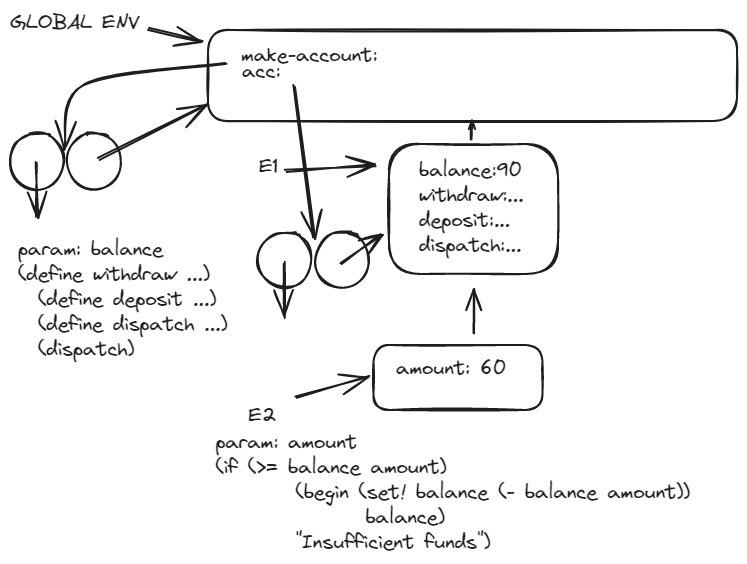 GLOBAL ENV
make-account:
acc:
E1
balance:90
withdraw:...
deposit:...
dispatch:...
param: balance
(define withdraw ...)
(define deposit ...)
(define dispatch ...)
(dispatch)
amount: 60
E2
param: amount
(if (>= balance amount)
(begin (set! balance (- balance amount))
balance)
"Insufficient funds")